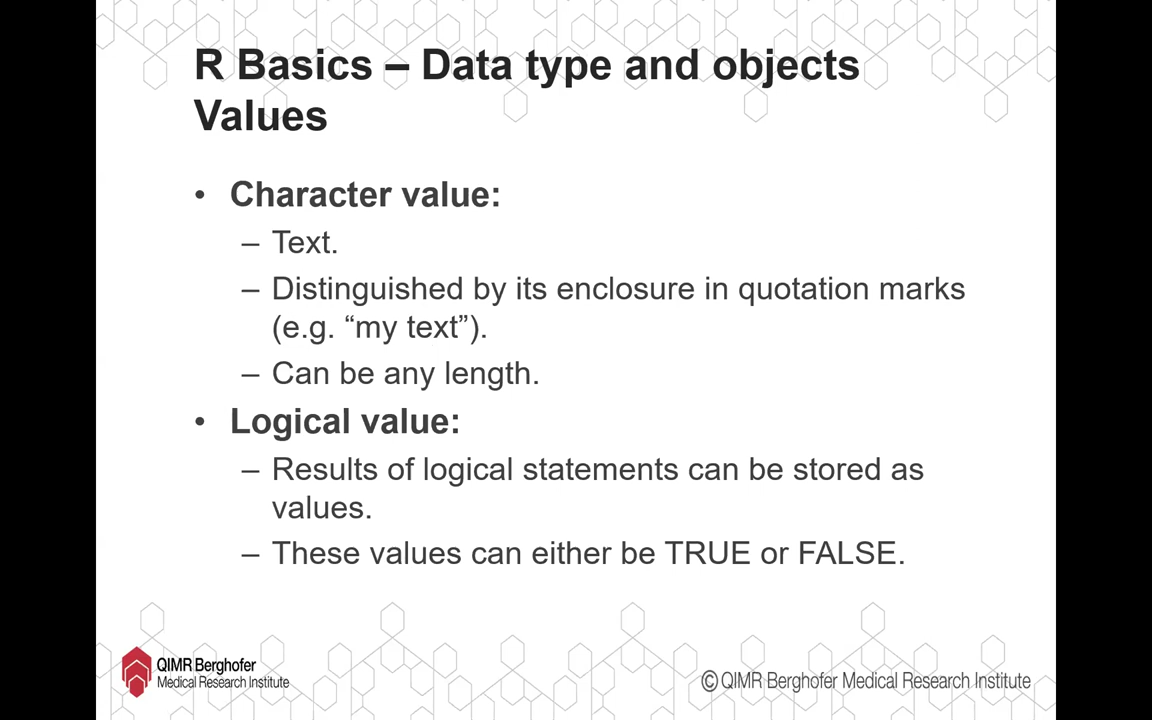 R Basics – Data type and objects
Values
• Character value:
– Text.
– Distinguished by its enclosure in quotation marks
(e.g. “my text”).
– Can be any length.
• Logical value:
– Results of logical statements can be stored as
values.
– These values can either be TRUE or FALSE.
QIMR Berghofer
Medical Research Institute
© QIMR Berghofer Medical Research Institute